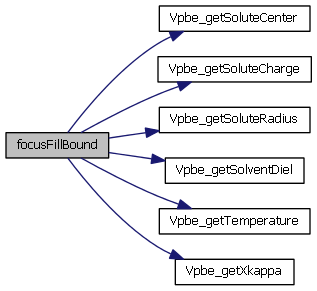 Vpbe_getSoluteCenter
Vpbe_getSoluteCharge
Vpbe_getSoluteRadius
focusFillBound
Vpbe_getSolventDiel
Vpbe_getTemperature
Vpbe_getXkappa